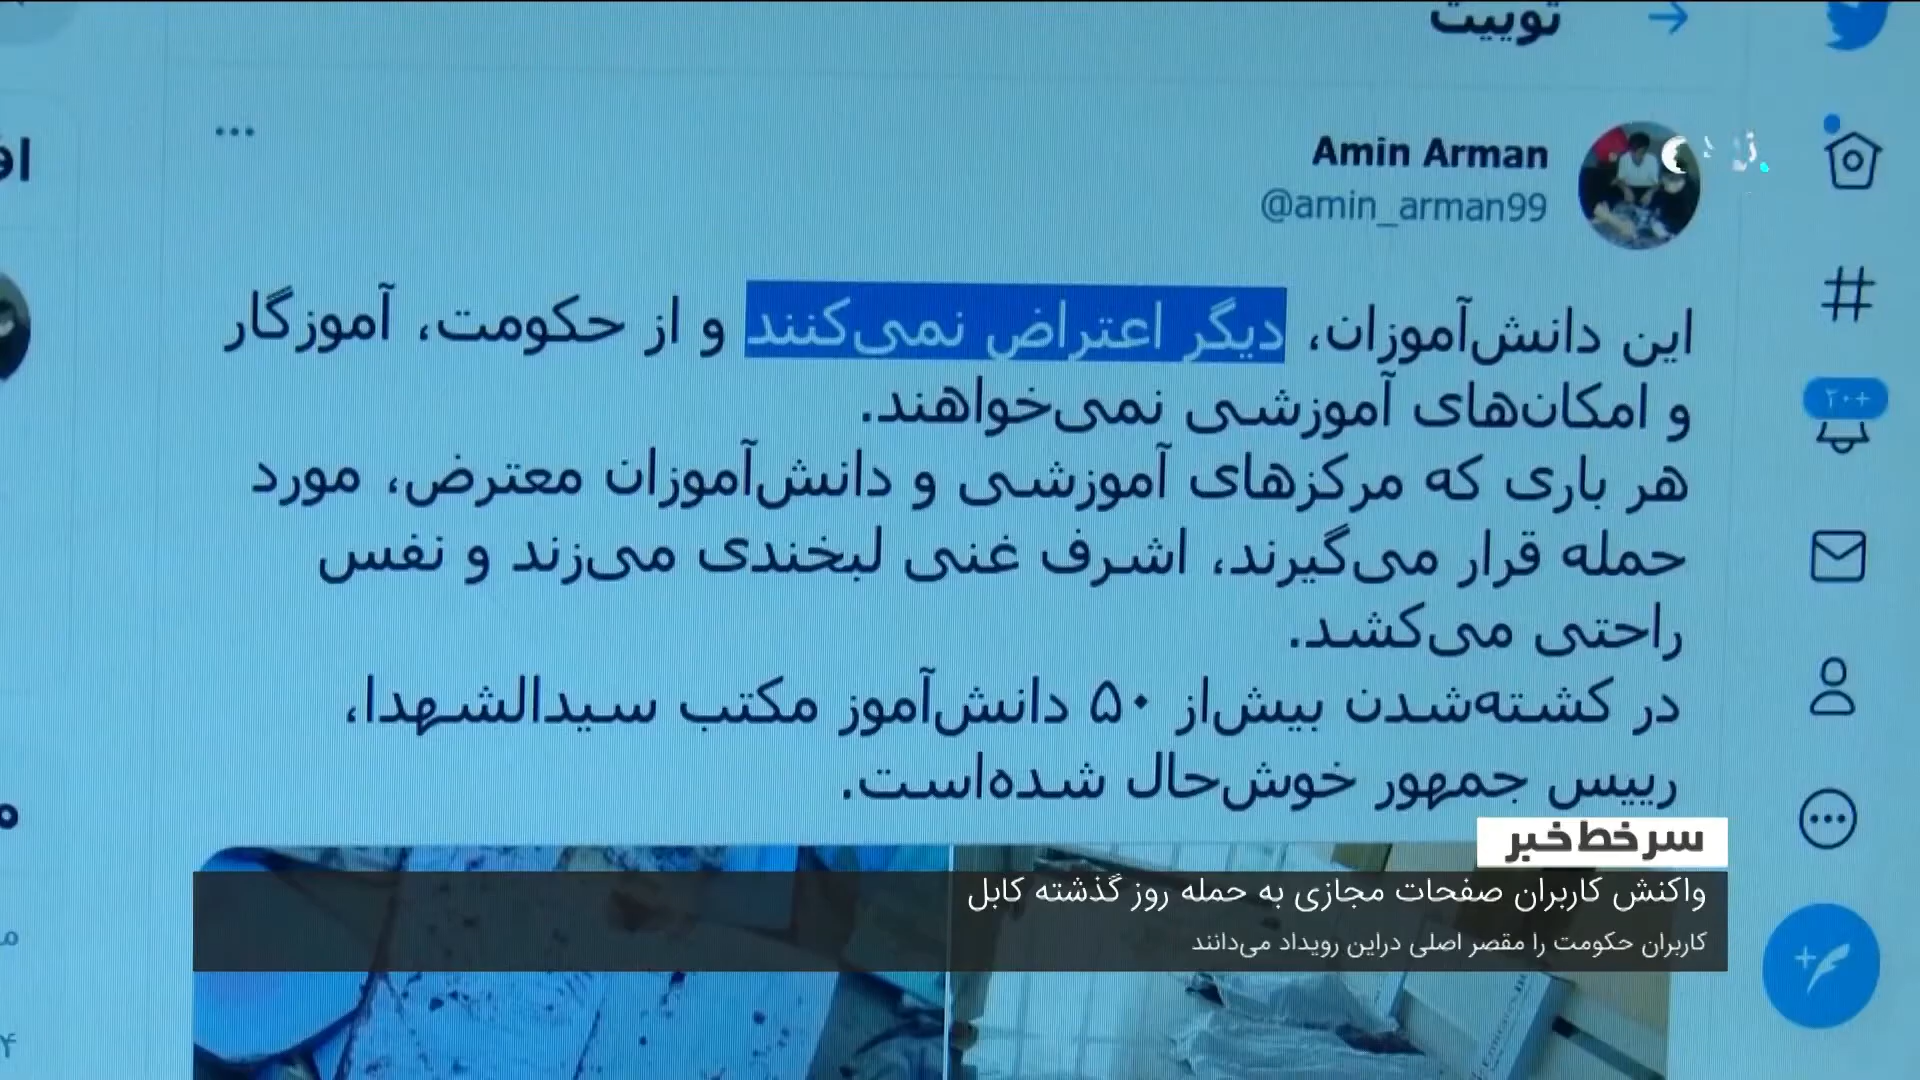 توییت
Amin Arman
@amin_arman99
این دانش‌آموزان، دیگر اعتراض نمی‌کنند و از حکومت، آموزگار
و امکان‌های آموزشی نمی‌خواهند.
هر باری که مرکزهای آموزشی و دانش‌آموزان معترض، مورد
حمله قرار می‌گیرند، اشرف غنی لبخندی می‌زند و نفس
راحتی می‌کشد.
در کشته‌شدن بیش‌از ۵۰ دانش‌آموز مکتب سیدالشهدا،
رییس جمهور خوش‌حال شده‌است.
+۲۰
سرخط‌خبر
واکنش کاربران صفحات مجازی به حمله روز گذشته کابل
کاربران حکومت را مقصر اصلی دراین رویداد می‌دانند